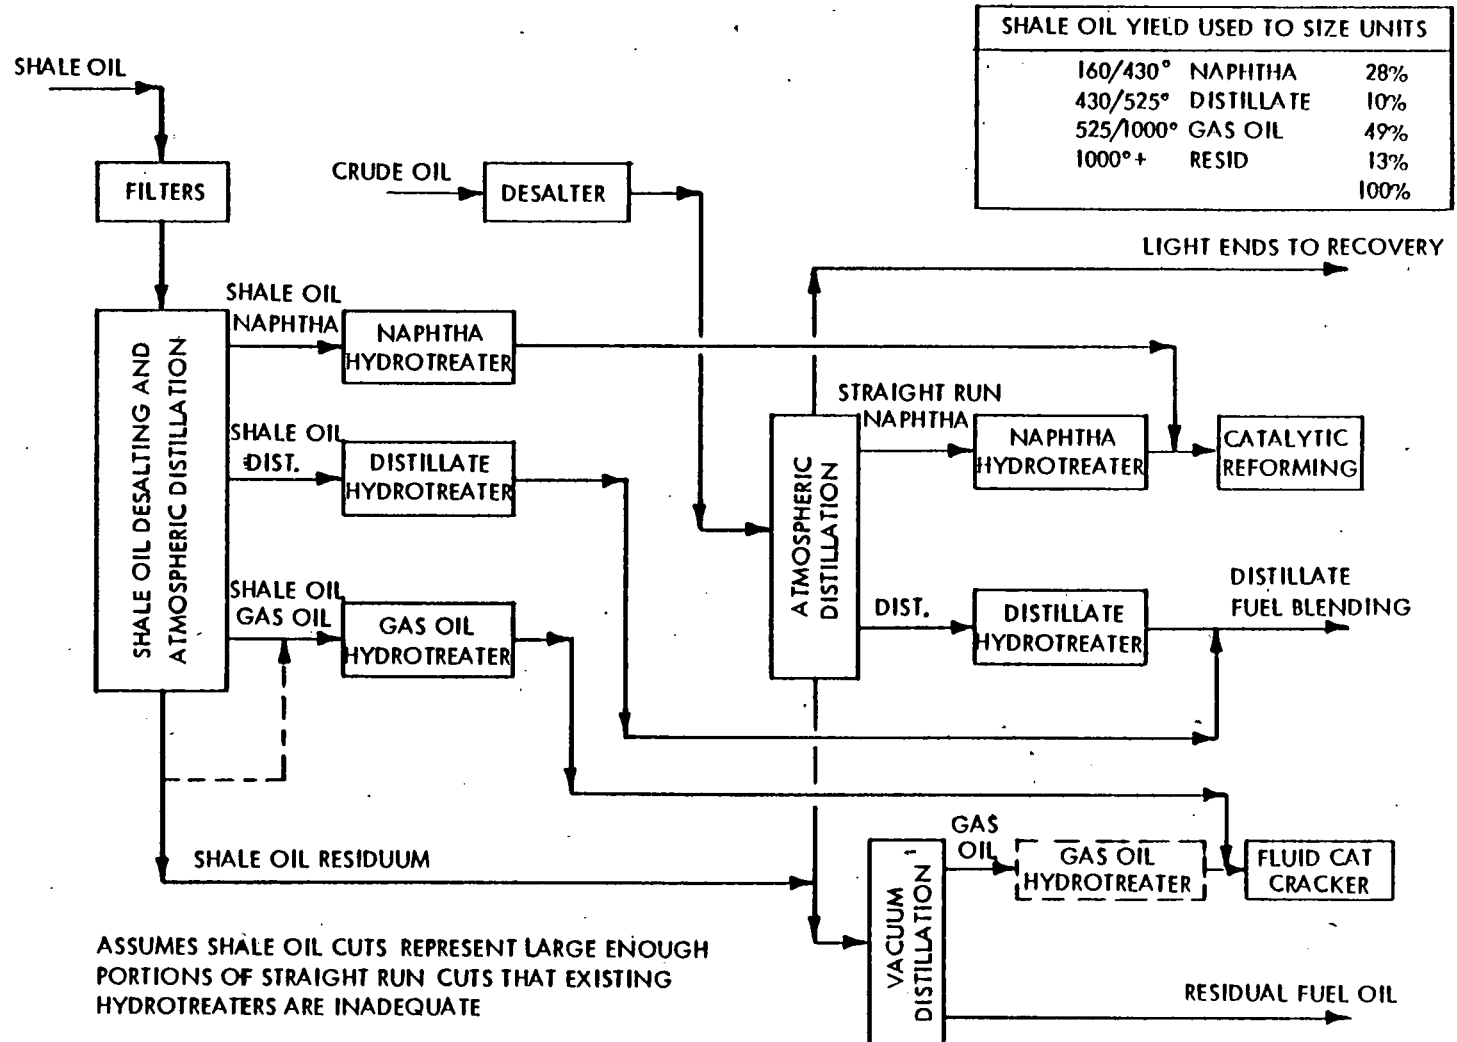 SHALE OIL YIELD USED TO SIZE UNITS
160/430° NAPHTHA 28%
430/525° DISTILLATE 10%
525/1000° GAS OIL 49%
1000°+ RESID 13%
100%
SHALE OIL
FILTERS
CRUDE OIL
DESALTER
LIGHT ENDS TO RECOVERY
SHALE OIL DESALTING AND
ATMOSPHERIC DISTILLATION
SHALE OIL
NAPHTHA
NAPHTHA
HYDROTREATER
SHALE OIL
DIST.
DISTILLATE
HYDROTREATER
SHALE OIL
GAS OIL
GAS OIL
HYDROTREATER
ATMOSPHERIC
DISTILLATION
STRAIGHT RUN
NAPHTHA
NAPHTHA
HYDROTREATER
CATALYTIC
REFORMING
DIST.
DISTILLATE
HYDROTREATER
DISTILLATE
FUEL BLENDING
SHALE OIL RESIDUUM
VACUUM
DISTILLATION 1
GAS
OIL
GAS OIL
HYDROTREATER
FLUID CAT
CRACKER
RESIDUAL FUEL OIL
ASSUMES SHALE OIL CUTS REPRESENT LARGE ENOUGH
PORTIONS OF STRAIGHT RUN CUTS THAT EXISTING
HYDROTREATERS ARE INADEQUATE